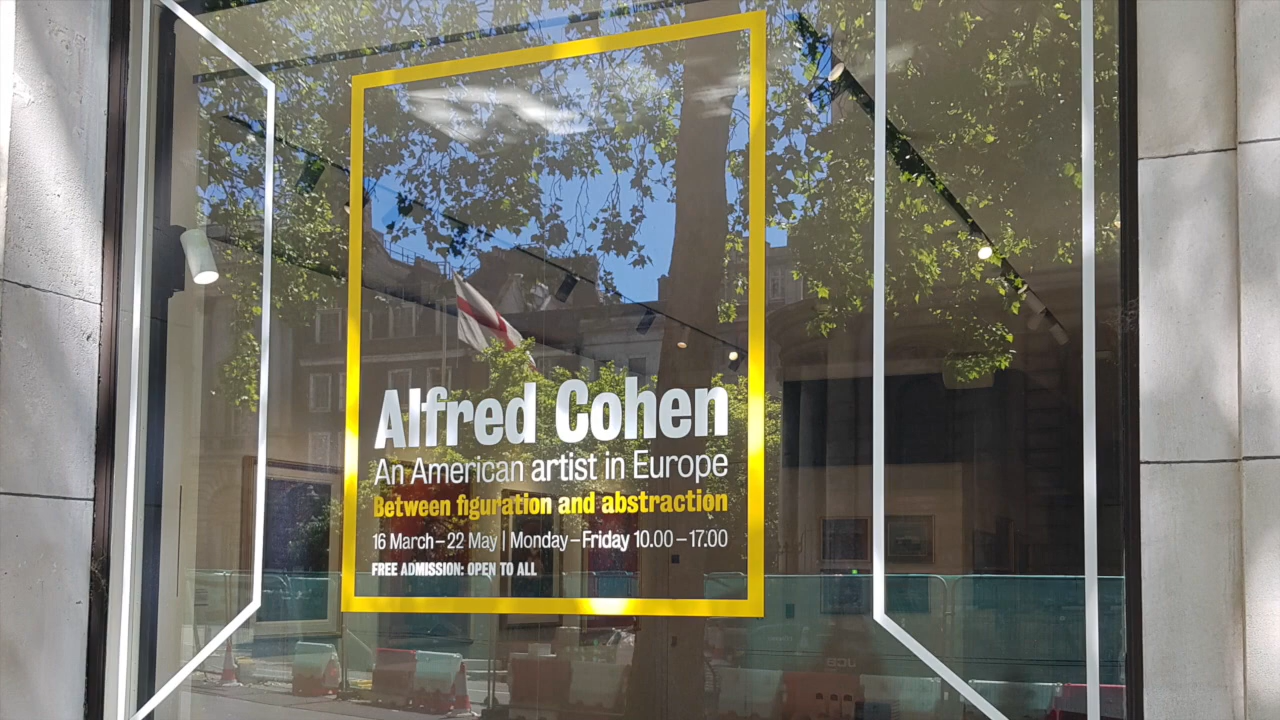 Alfred Cohen
An American artist in Europe
Between figuration and abstraction
16 March – 22 May | Monday – Friday 10.00 – 17.00
FREE ADMISSION: OPEN TO ALL
JCB